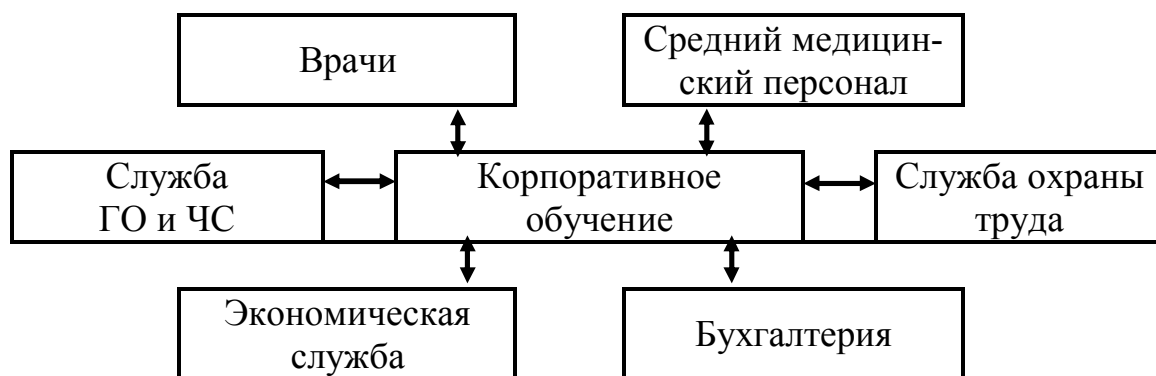 Врачи
Средний медицин-
ский персонал
Служба
ГО и ЧС
Корпоративное
обучение
Служба охраны
труда
Экономическая
служба
Бухгалтерия